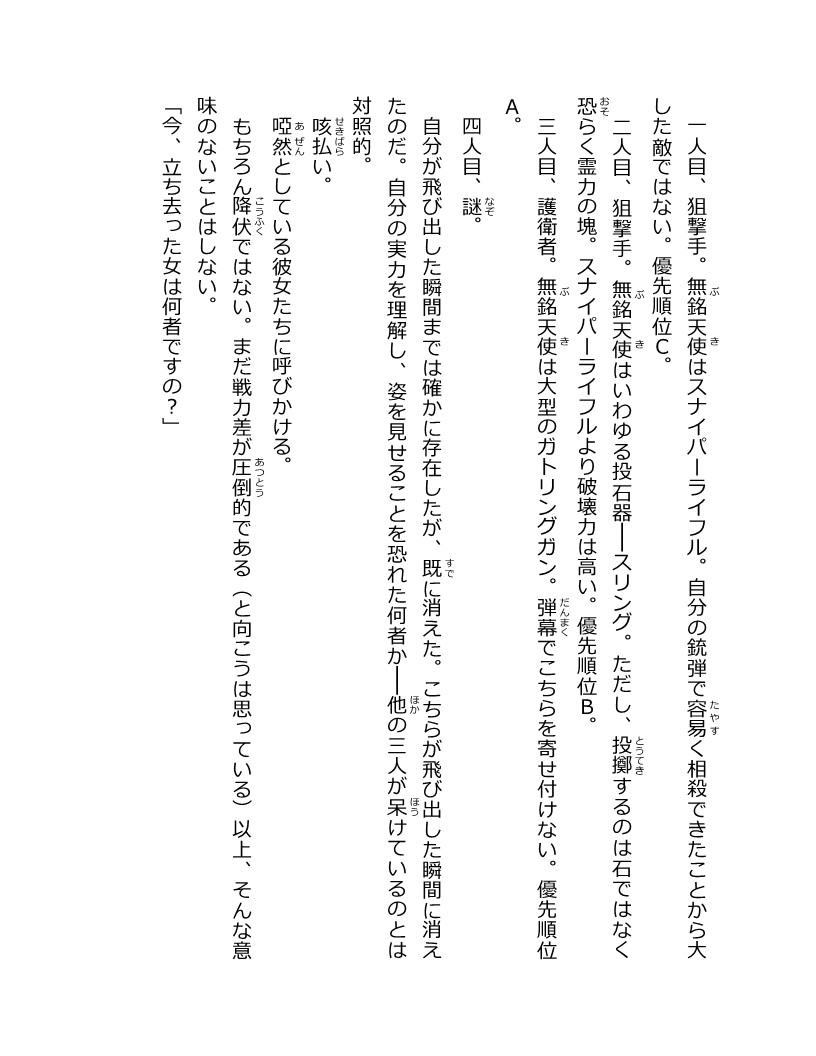 一人目、狙撃手。無銘天使はスナイパーライフル。自分の銃弾で容易く相殺できたことから大
した敵ではない。優先順位Ｃ。
二人目、狙撃手。無銘天使はいわゆる投石器――スリング。ただし、投擲するのは石ではなく
恐らく霊力の塊。スナイパーライフルより破壊力は高い。優先順位Ｂ。
三人目、護衛者。無銘天使は大型のガトリングガン。弾幕でこちらを寄せ付けない。優先順位
Ａ。
四人目、謎。
自分が飛び出した瞬間までは確かに存在したが、既に消えた。こちらが飛び出した瞬間に消え
たのだ。自分の実力を理解し、姿を見せることを恐れた何者か――他の三人が呆けているのとは
対照的。
咳払い。
啞然としている彼女たちに呼びかける。
もちろん降伏ではない。まだ戦力差が圧倒的である（と向こうは思っている）以上、そんな意
味のないことはしない。
「今、立ち去った女は何者ですの？」